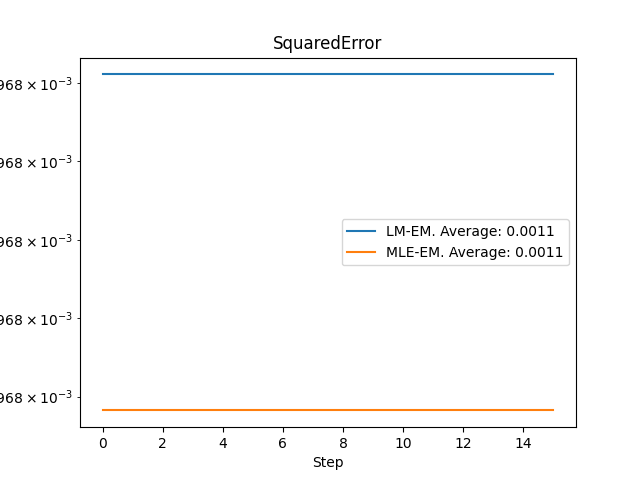 SquaredError
968 × 10⁻³
968 × 10⁻³
968 × 10⁻³
968 × 10⁻³
968 × 10⁻³
LM-EM. Average: 0.0011
MLE-EM. Average: 0.0011
0 2 4 6 8 10 12 14
Step